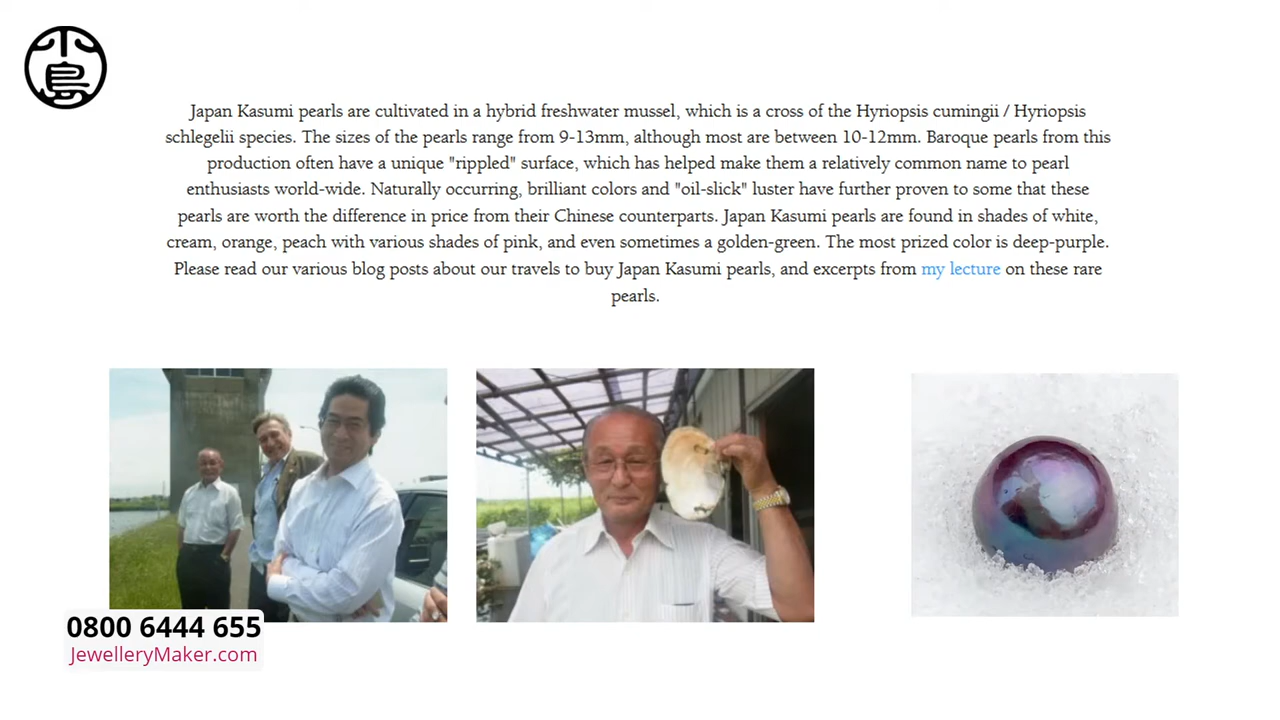 Japan Kasumi pearls are cultivated in a hybrid freshwater mussel, which is a cross of the Hyriopsis cumingii / Hyriopsis
schlegelii species. The sizes of the pearls range from 9-13mm, although most are between 10-12mm. Baroque pearls from this
production often have a unique "rippled" surface, which has helped make them a relatively common name to pearl
enthusiasts world-wide. Naturally occurring, brilliant colors and "oil-slick" luster have further proven to some that these
pearls are worth the difference in price from their Chinese counterparts. Japan Kasumi pearls are found in shades of white,
cream, orange, peach with various shades of pink, and even sometimes a golden-green. The most prized color is deep-purple.
Please read our various blog posts about our travels to buy Japan Kasumi pearls, and excerpts from my lecture on these rare
pearls.
0800 6444 655
JewelleryMaker.com